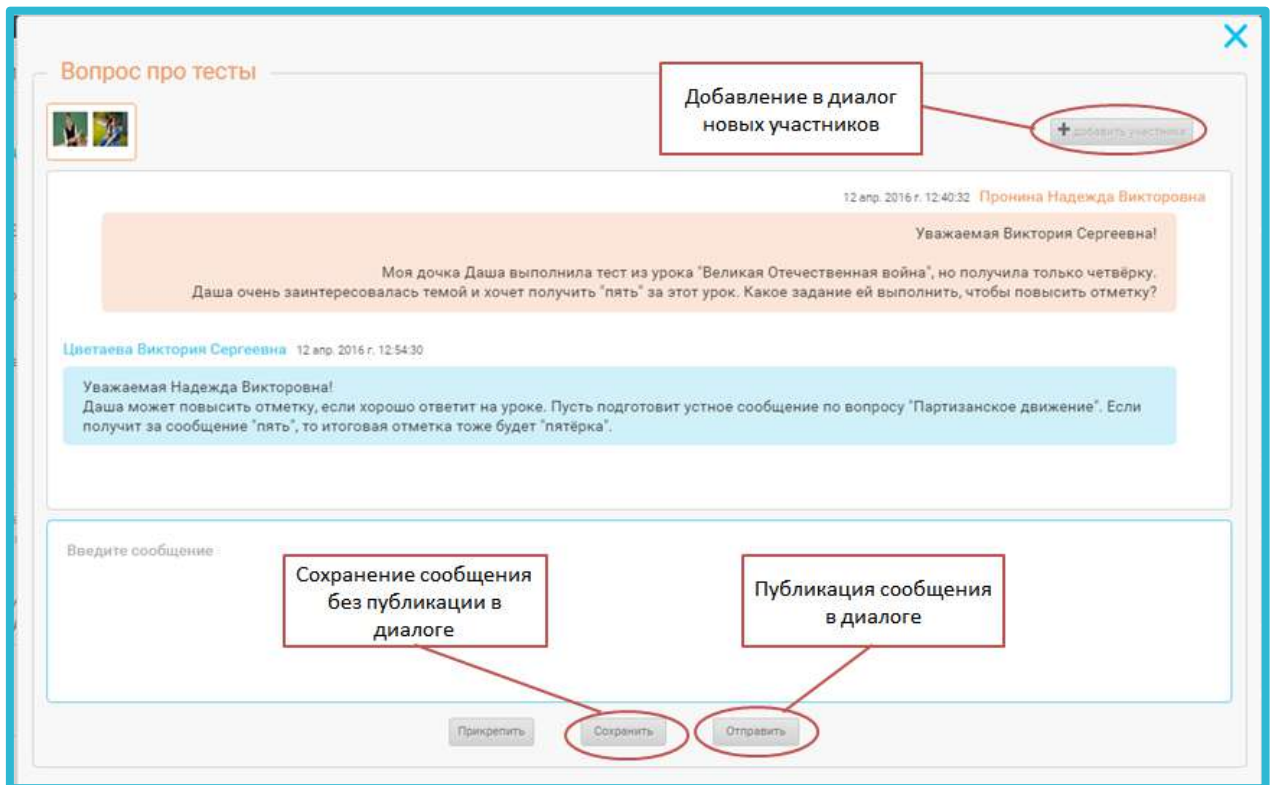 Вопрос про тесты
Добавление в диалог
новых участников
+ добавить участника
12 апр. 2016 г. 12:40:32 Пронина Надежда Викторовна
Уважаемая Виктория Сергеевна!
Моя дочка Даша выполнила тест из урока "Великая Отечественная война", но получила только четвёрку.
Даша очень заинтересовалась темой и хочет получить "пять" за этот урок. Какое задание ей выполнить, чтобы повысить отметку?
Цветаева Виктория Сергеевна 12 апр. 2016 г. 12:54:30
Уважаемая Надежда Викторовна!
Даша может повысить отметку, если хорошо ответит на уроке. Пусть подготовит устное сообщение по вопросу "Партизанское движение". Если
получит за сообщение "пять", то итоговая отметка тоже будет "пятёрка".
Введите сообщение
Сохранение сообщения
без публикации в
диалоге
Публикация сообщения
в диалоге
Прикрепить
Сохранить
Отправить